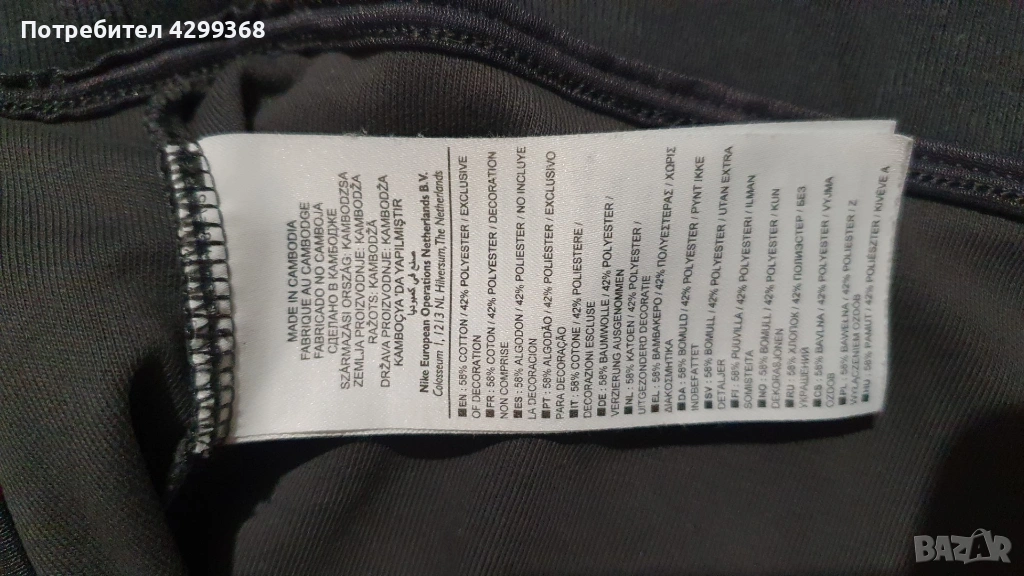 Потребител 4299368
MADE IN CAMBODIA
FABRIQUE AU CAMBODGE
FABRICADO NO CAMBOJA
СДЕЛАНО В КАМБОДЖЕ
SZÁRMAZÁSI ORSZÁG: KAMBODZSA
ZEMLJA PROIZVODNJE: KAMBODŽA
RAŽOTS: KAMBODŽĀ
DRŽAVA PROIZVODNJE: KAMBODŽA
KAMBOÇYA'DA YAPILMIŞTIR
صنع في كمبوديا
Nike European Operations Netherlands B.V.
Colosseum 1, 1213 NL Hilversum, The Netherlands
■EN : 58% COTTON / 42% POLYESTER / EXCLUSIVE
OF DECORATION
■FR : 58% COTON / 42% POLYESTER / DECORATION
NON COMPRISE
■ES : 58% ALGODON / 42% POLIESTER / NO INCLUYE
LA DECORACION
■PT : 58% ALGODÃO / 42% POLIÉSTER / EXCLUSIVO
PARA DECORAÇÃO
■IT : 58% COTONE / 42% POLIESTERE /
DECORAZIONI ESCLUSE
■DE : 58% BAUMWOLLE / 42% POLYESTER /
VERZIERUNG AUSGENOMMEN
■NL : 58% KATOEN / 42% POLYESTER /
UITGEZONDERD DECORATIE
■EL : 58% ΒΑΜΒΑΚΕΡΟ / 42% ΠΟΛΥΕΣΤΕΡΑΣ / ΧΩΡΙΣ
ΔΙΑΚΟΣΜΗΤΙΚΑ
■DA : 58% BOMULD / 42% POLYESTER / PYNT IKKE
INDBEFATTET
■SV : 58% BOMULL / 42% POLYESTER / UTAN EXTRA
DETALJER
■FI : 58% PUUVILLA / 42% POLYESTERI / ILMAN
SOMISTEITA
■NO : 58% BOMULL / 42% POLYESTER / KUN
DEKORASJONEN
■RU : 58% ХЛОПОК / 42% ПОЛИЭСТЕР / БЕЗ
УКРАШЕНИЙ
■CS : 58% BAVLNA / 42% POLYESTER / VYJMA
OZDOB
■PL : 58% BAWEŁNA / 42% POLIESTER / Z
WYŁĄCZENIEM OZDÓB
■HU : 58% PAMUT / 42% POLIÉSZTER / KIVÉVE A
BAZAR